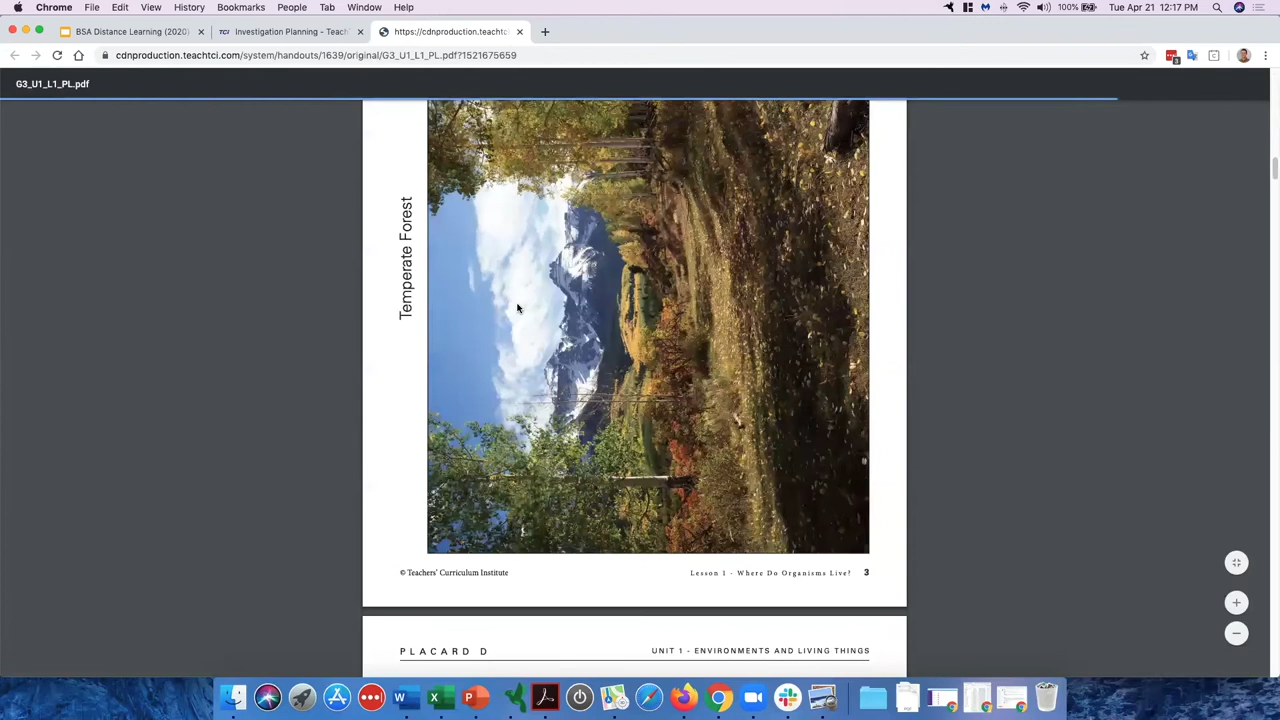 Chrome File Edit View History Bookmarks People Tab Window Help 100% Tue Apr 21 12:17 PM
BSA Distance Learning (2020) TCI Investigation Planning - Teach https://cdnproduction.teachtci.c
https://cdnproduction.teachtci.com/system/handouts/1639/original/G3_U1_L1_PL.pdf?1521675659
G3_U1_L1_PL.pdf
Temperate Forest
© Teachers' Curriculum Institute Lesson 1 - Where Do Organisms Live? 3
PLACARD D UNIT 1 - ENVIRONMENTS AND LIVING THINGS